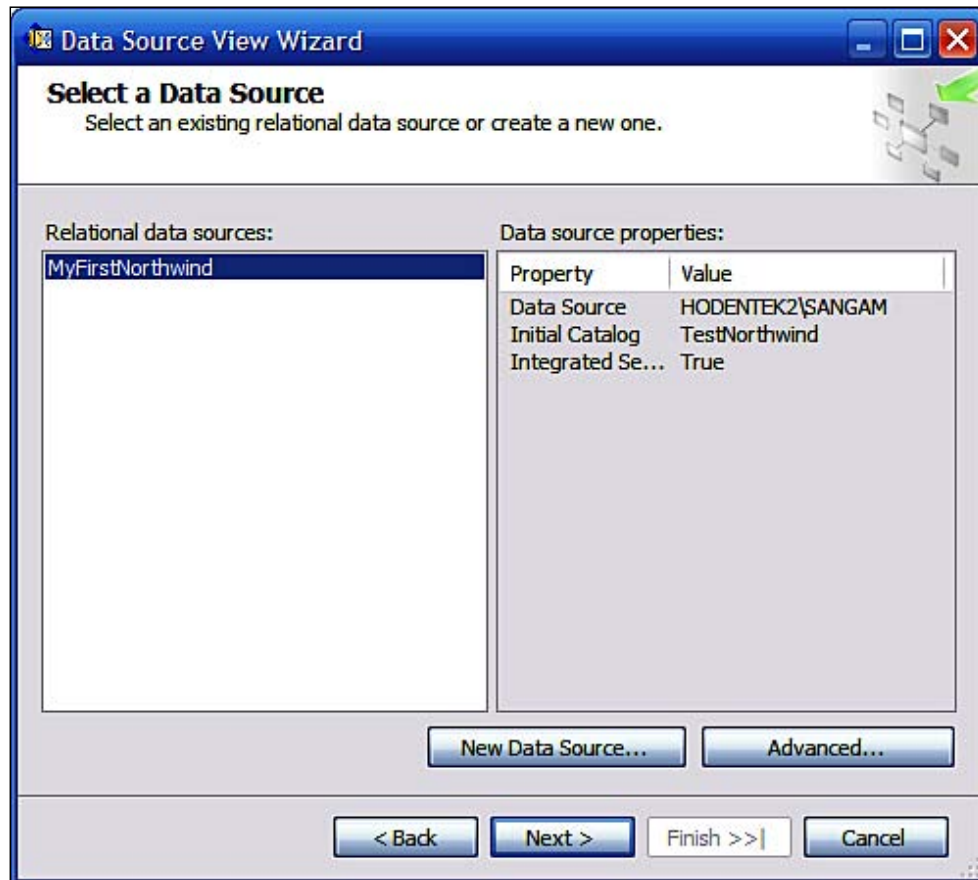 Data Source View Wizard
Select a Data Source
Select an existing relational data source or create a new one.
Relational data sources:
Data source properties:
MyFirstNorthwind
Property Value
Data Source HODENTEK2\SANGAM
Initial Catalog TestNorthwind
Integrated Se... True
New Data Source... Advanced...
< Back Next > Finish >>| Cancel